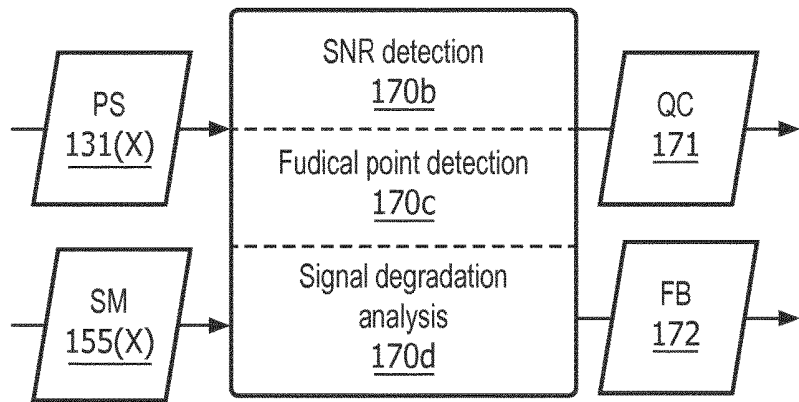 PS
131(X)
SM
155(X)
SNR detection
170b
Fudical point detection
170c
Signal degradation
analysis
170d
QC
171
FB
172